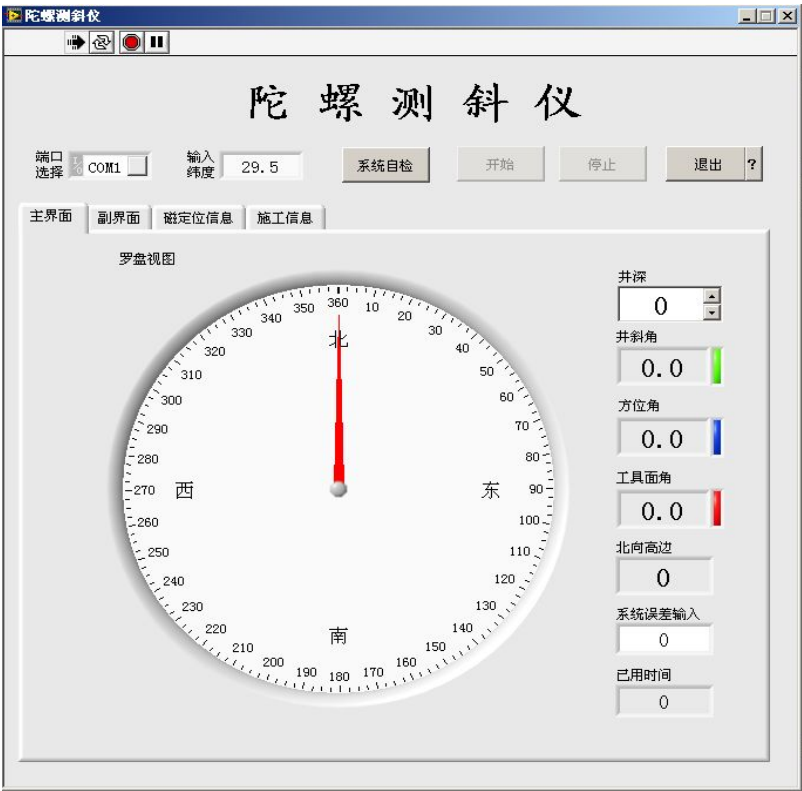 陀螺测斜仪
陀螺测斜仪
端口选择 COM1 输入纬度 29.5 系统自检 开始 停止 退出 ?
主界面 副界面 磁定位信息 施工信息
罗盘视图
360 10 20 30 40 50 60 70 80 90 100 110 120 130 140 150 160 170 180 190 200 210 220 230 240 250 260 270 280 290 300 310 320 330 340 350
北
西 东
南
井深
0
井斜角
0.0
方位角
0.0
工具面角
0.0
北向高边
0
系统误差输入
0
已用时间
0